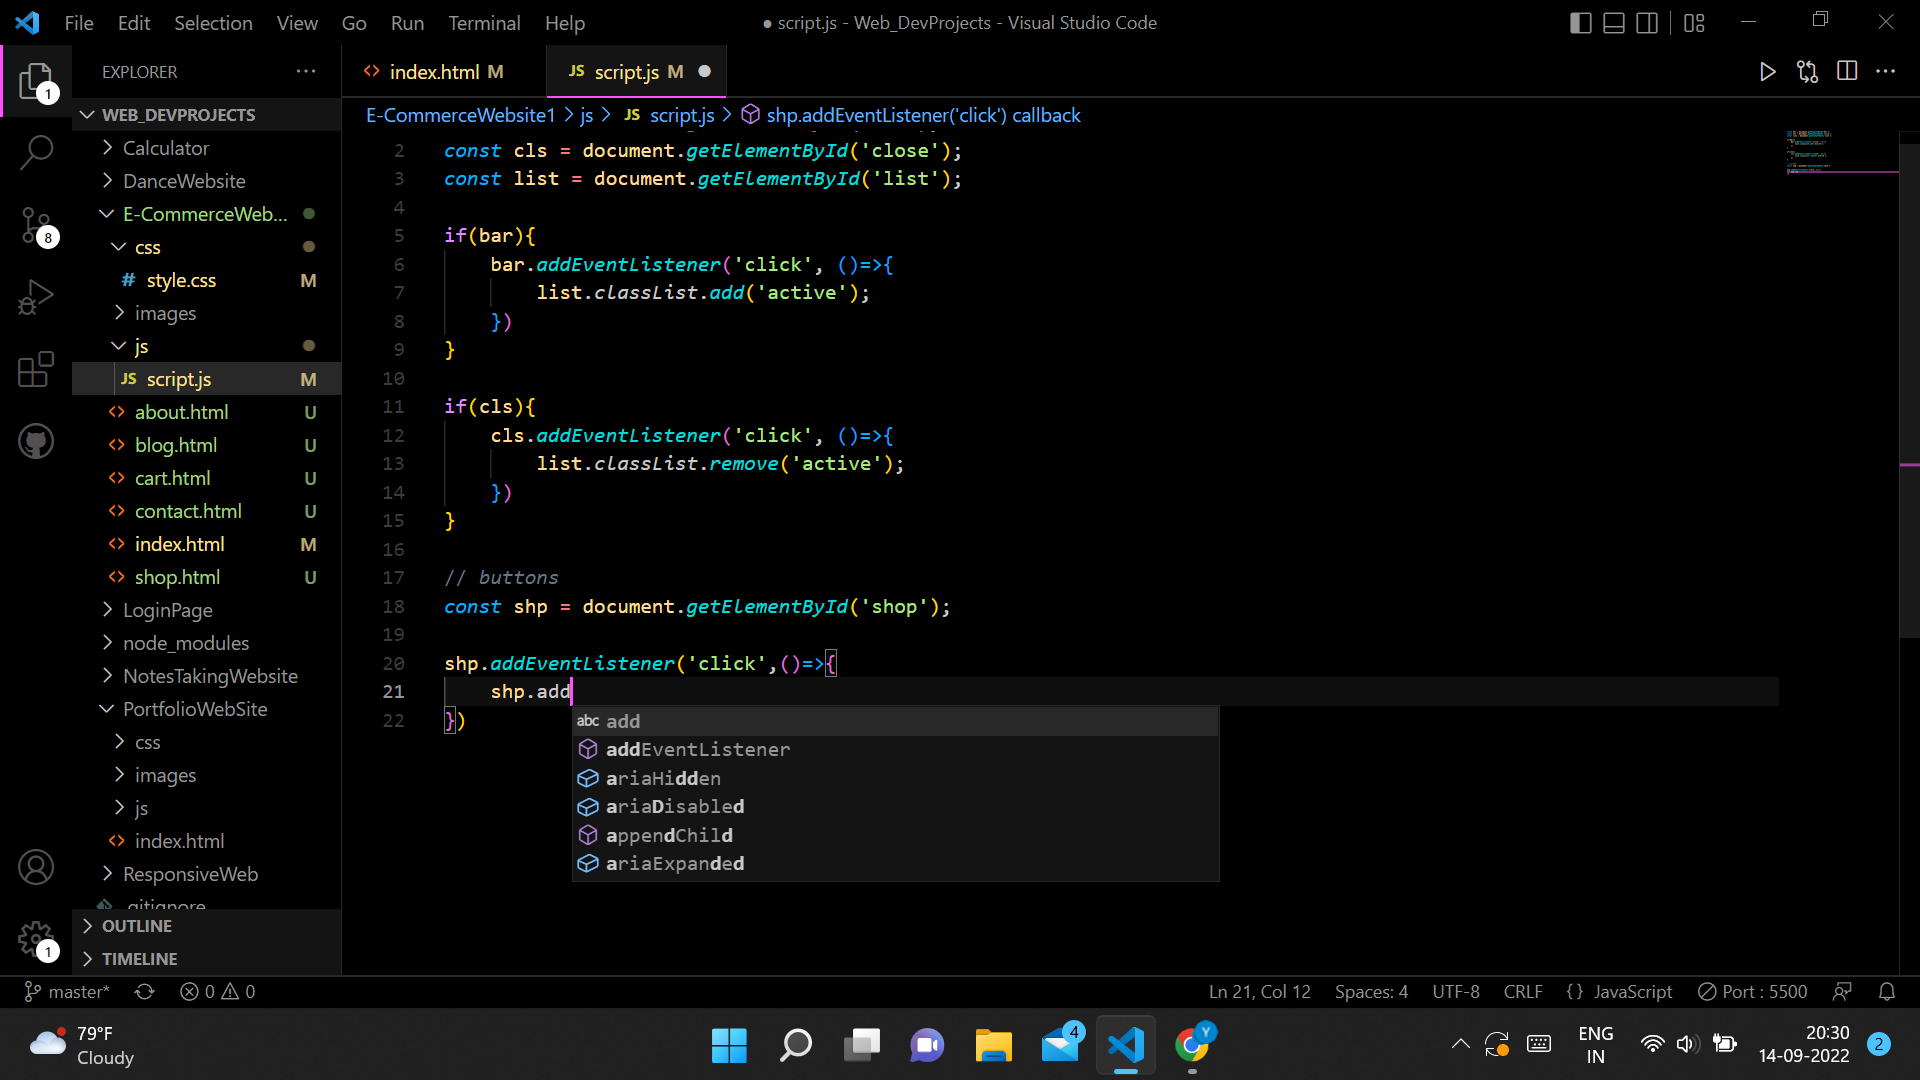 File Edit Selection View Go Run Terminal Help
● script.js - Web_DevProjects - Visual Studio Code
EXPLORER
index.html M
JS script.js M
E-CommerceWebsite1 > js > JS script.js > shp.addEventListener('click') callback
WEB_DEVPROJECTS
Calculator
DanceWebsite
E-CommerceWeb...
css
# style.css M
images
js
JS script.js M
about.html U
blog.html U
cart.html U
contact.html U
index.html M
shop.html U
LoginPage
node_modules
NotesTakingWebsite
PortfolioWebSite
css
images
js
index.html
ResponsiveWeb
.gitignore
OUTLINE
TIMELINE
1
8
1
2 const cls = document.getElementById('close');
3 const list = document.getElementById('list');
4
5 if(bar){
6 bar.addEventListener('click', ()=>{
7 list.classList.add('active');
8 })
9 }
10
11 if(cls){
12 cls.addEventListener('click', ()=>{
13 list.classList.remove('active');
14 })
15 }
16
17 // buttons
18 const shp = document.getElementById('shop');
19
20 shp.addEventListener('click',()=>{
21 shp.add
22 })
abc add
addEventListener
ariaHidden
ariaDisabled
appendChild
ariaExpanded
master* 0 0
Ln 21, Col 12 Spaces: 4 UTF-8 CRLF {} JavaScript Port : 5500
79°F
Cloudy
4
Y
ENG
IN
20:30
14-09-2022
2